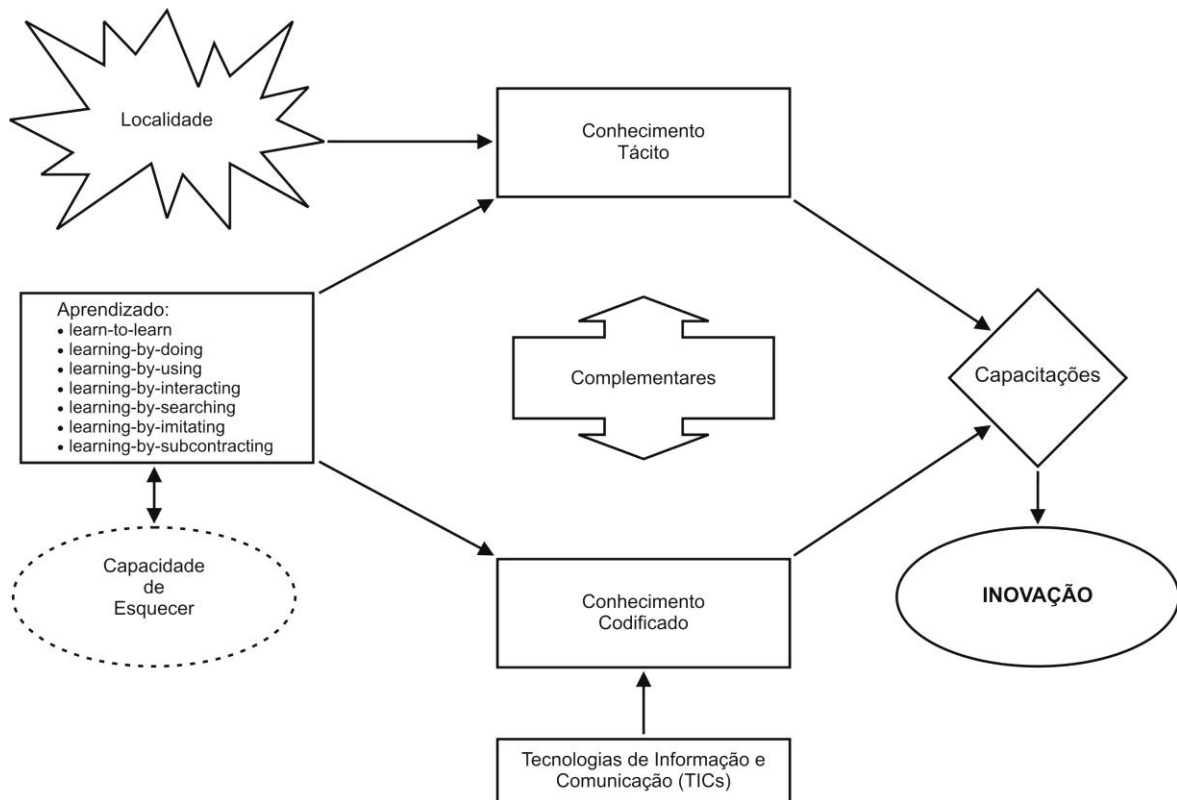 Localidade
Conhecimento
Tácito
Aprendizado:
• learn-to-learn
• learning-by-doing
• learning-by-using
• learning-by-interacting
• learning-by-searching
• learning-by-imitating
• learning-by-subcontracting
Complementares
Capacitações
Capacidade
de
Esquecer
Conhecimento
Codificado
INOVAÇÃO
Tecnologias de Informação e
Comunicação (TICs)